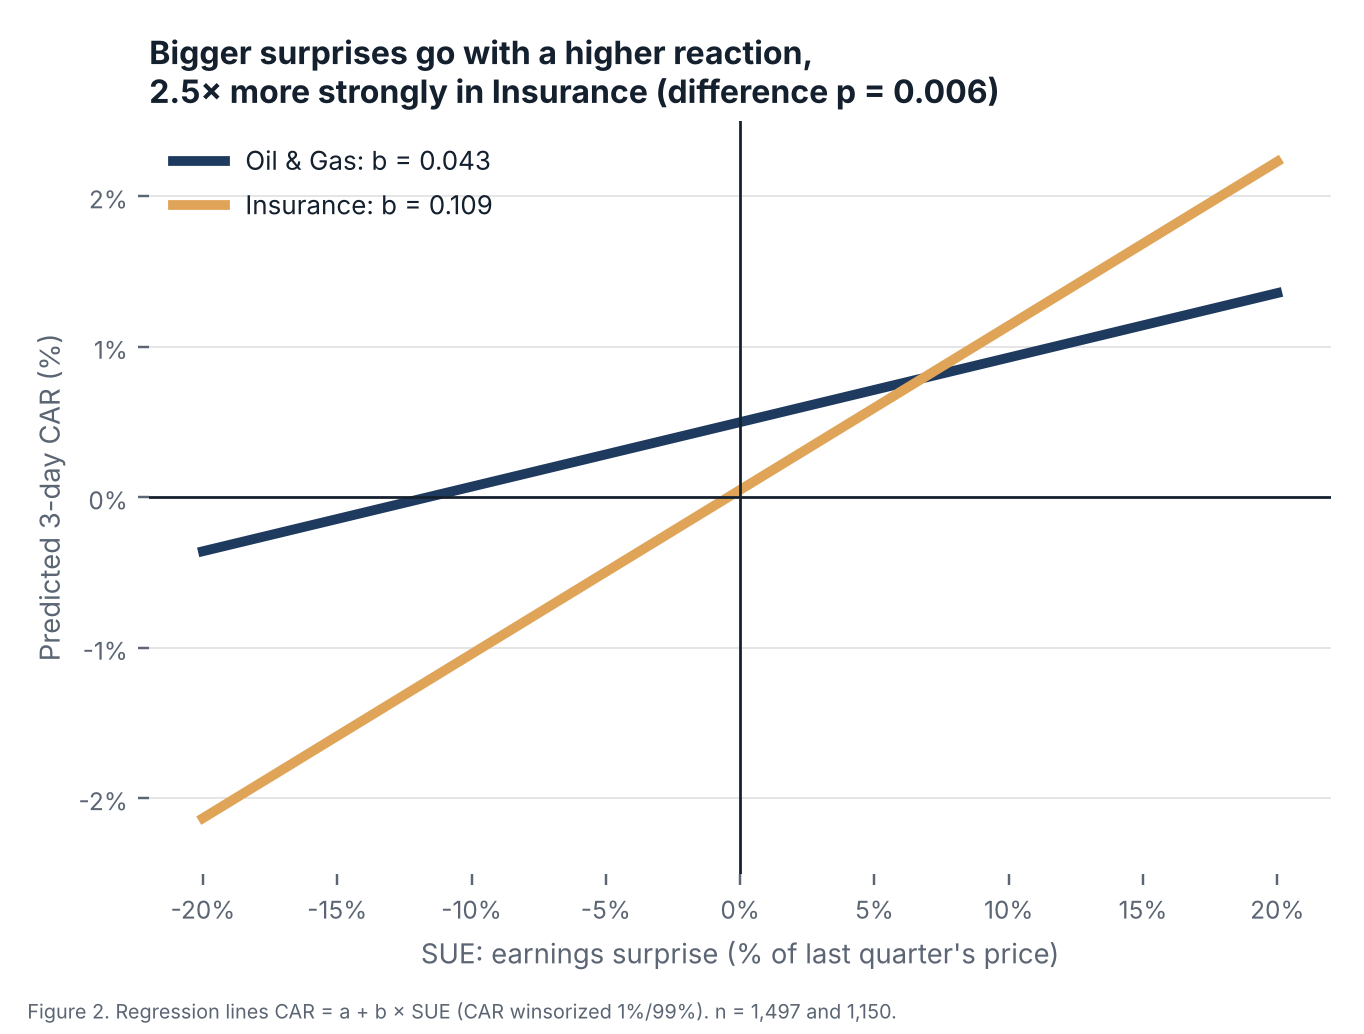 Bigger surprises go with a higher reaction,
2.5× more strongly in Insurance (difference p = 0.006)
Oil & Gas: b = 0.043
Insurance: b = 0.109
2%
1%
0%
-1%
-2%
Predicted 3-day CAR (%)
-20% -15% -10% -5% 0% 5% 10% 15% 20%
SUE: earnings surprise (% of last quarter's price)
Figure 2. Regression lines CAR = a + b × SUE (CAR winsorized 1%/99%). n = 1,497 and 1,150.